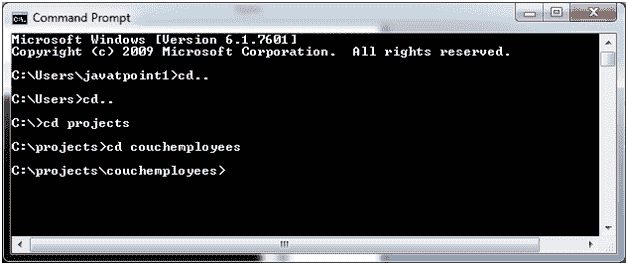 Command Prompt
Microsoft Windows [Version 6.1.7601]
Copyright (c) 2009 Microsoft Corporation.  All rights reserved.
C:\Users\javatpoint1>cd..
C:\Users>cd..
C:\>cd projects
C:\projects>cd couchemployees
C:\projects\couchemployees>